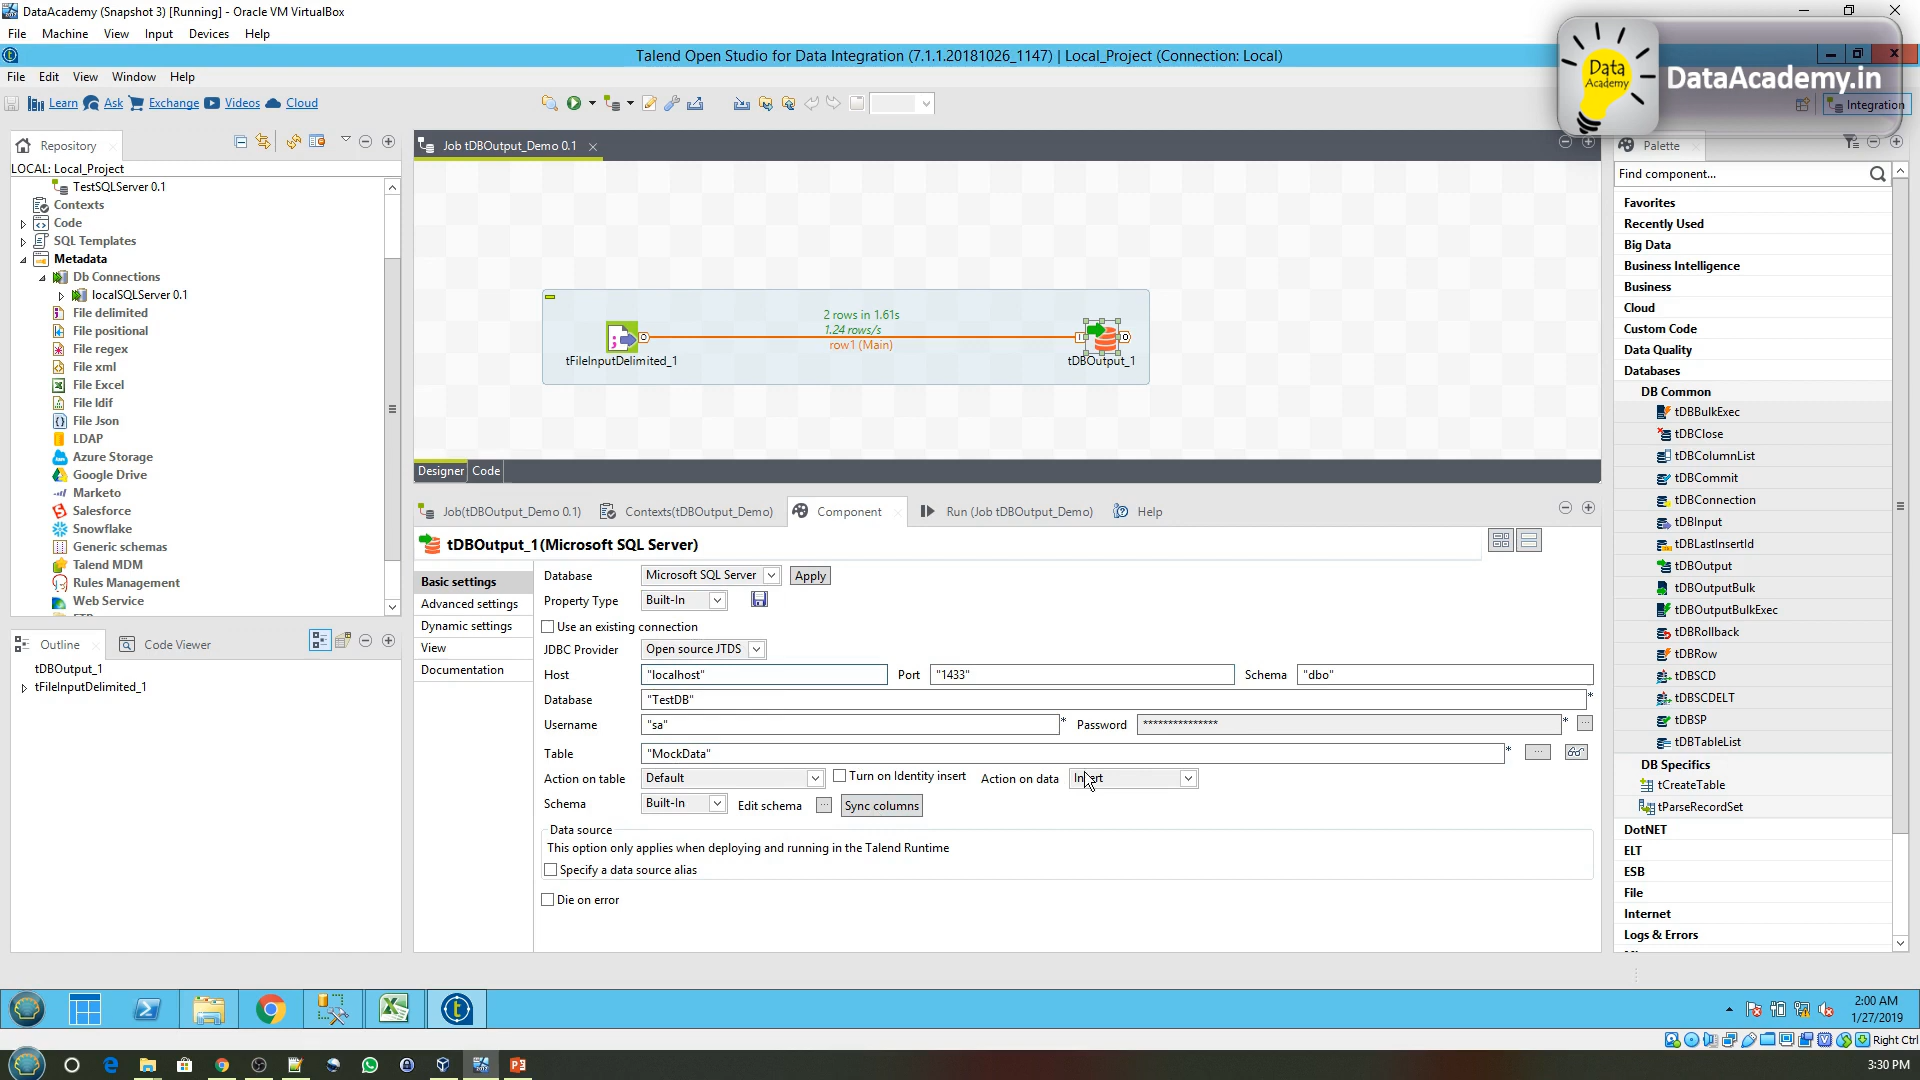 DataAcademy (Snapshot 3) [Running] - Oracle VM VirtualBox
File Machine View Input Devices Help
Talend Open Studio for Data Integration (7.1.1.20181026_1147) | Local_Project (Connection: Local)
Data Academy
DataAcademy.in
File Edit View Window Help
Learn Ask Exchange Videos Cloud
Integration
Repository
LOCAL: Local_Project
TestSQLServer 0.1
Contexts
Code
SQL Templates
Metadata
Db Connections
localSQLServer 0.1
File delimited
File positional
File regex
File xml
File Excel
File ldif
File Json
LDAP
Azure Storage
Google Drive
Marketo
Salesforce
Snowflake
Generic schemas
Talend MDM
Rules Management
Web Service
Outline
Code Viewer
tDBOutput_1
tFileInputDelimited_1
Job tDBOutput_Demo 0.1
2 rows in 1.61s
1.24 rows/s
row1 (Main)
tFileInputDelimited_1
tDBOutput_1
Designer Code
Job(tDBOutput_Demo 0.1)
Contexts(tDBOutput_Demo)
Component
Run (Job tDBOutput_Demo)
Help
tDBOutput_1(Microsoft SQL Server)
Basic settings
Advanced settings
Dynamic settings
View
Documentation
Database Microsoft SQL Server Apply
Property Type Built-In
Use an existing connection
JDBC Provider Open source JTDS
Host "localhost" Port "1433" Schema "dbo"
Database "TestDB" *
Username "sa" * Password *************** *
Table "MockData" *
Action on table Default Turn on Identity insert Action on data Insert
Schema Built-In Edit schema Sync columns
Data source
This option only applies when deploying and running in the Talend Runtime
Specify a data source alias
Die on error
Palette
Find component...
Favorites
Recently Used
Big Data
Business Intelligence
Business
Cloud
Custom Code
Data Quality
Databases
DB Common
tDBBulkExec
tDBClose
tDBColumnList
tDBCommit
tDBConnection
tDBInput
tDBLastInsertId
tDBOutput
tDBOutputBulk
tDBOutputBulkExec
tDBRollback
tDBRow
tDBSCD
tDBSCDELT
tDBSP
tDBTableList
DB Specifics
tCreateTable
tParseRecordSet
DotNET
ELT
ESB
File
Internet
Logs & Errors
2:00 AM
1/27/2019
Right Ctrl
3:30 PM